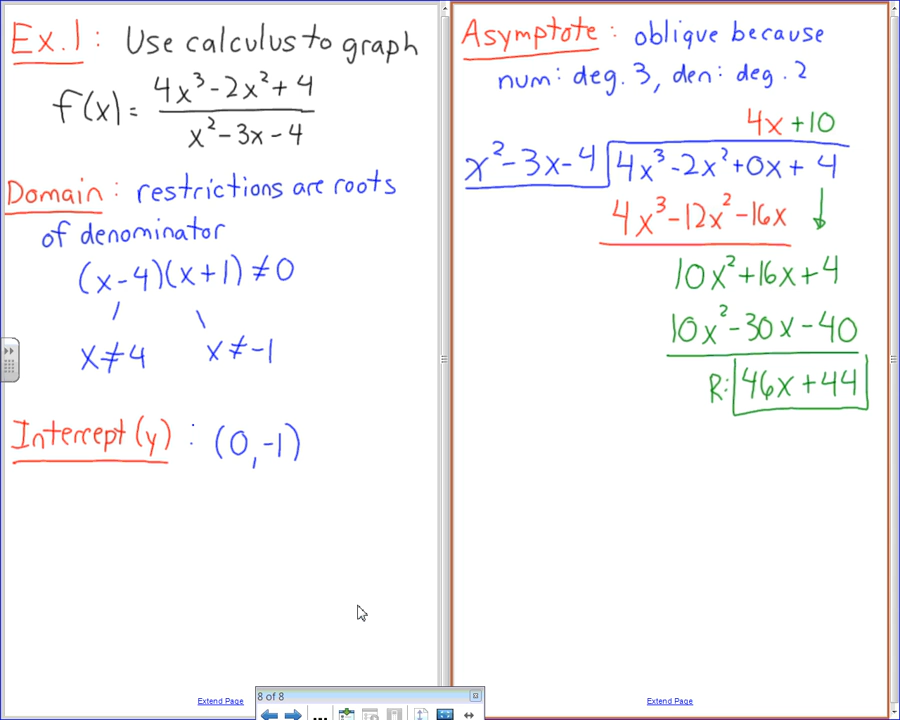 Ex.1: Use calculus to graph
f(x) = (4x³-2x²+4)/(x²-3x-4)
Domain: restrictions are roots
of denominator
(x-4)(x+1)≠0
x≠4 x≠-1
Intercept (y): (0,-1)
Extend Page
Asymptote: oblique because
num: deg. 3, den: deg. 2
4x+10
x²-3x-4 4x³-2x²+0x+4
4x³-12x²-16x
10x²+16x+4
10x²-30x-40
R: 46x+44
Extend Page
8 of 8